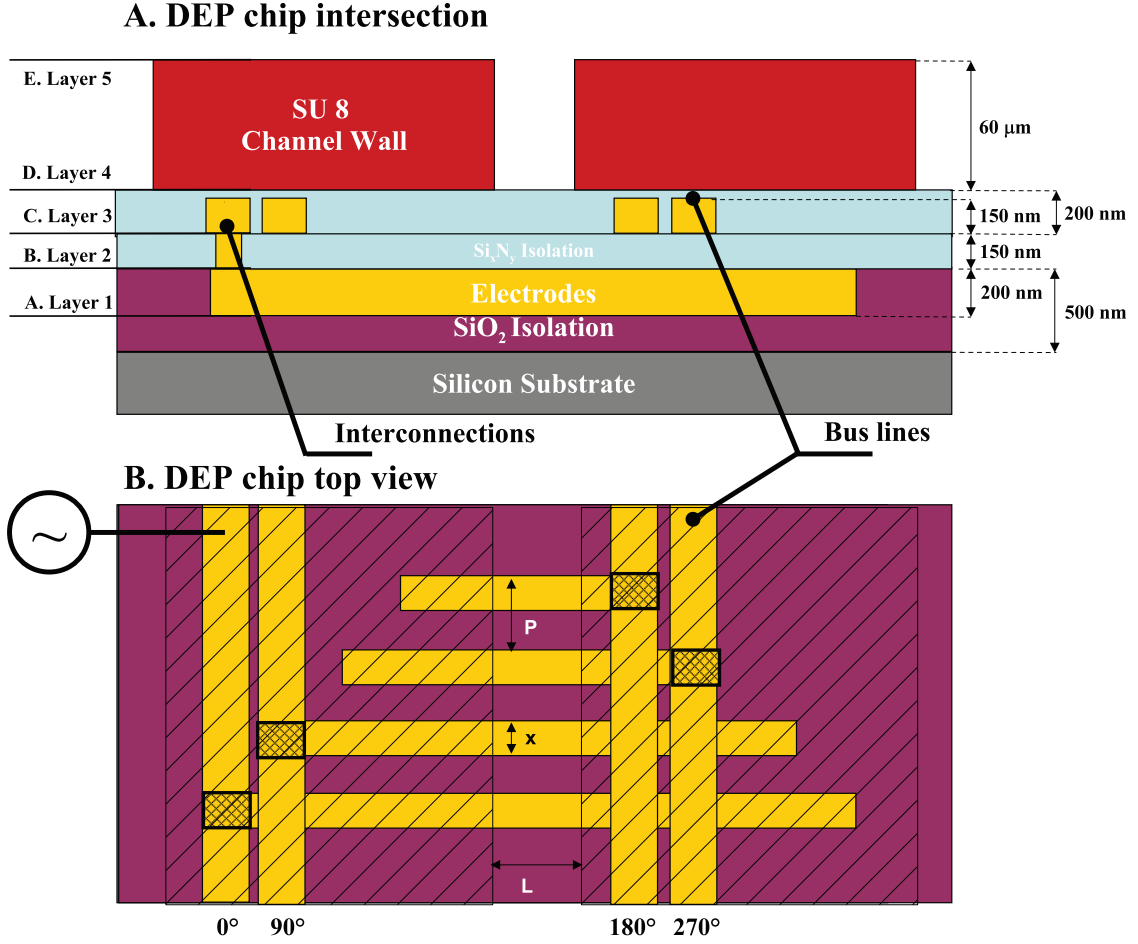 A. DEP chip intersection
E. Layer 5
SU 8
Channel Wall
60 μm
D. Layer 4
C. Layer 3
150 nm
200 nm
B. Layer 2
SixNy Isolation
150 nm
A. Layer 1
Electrodes
200 nm
500 nm
SiO2 Isolation
Silicon Substrate
Interconnections
Bus lines
B. DEP chip top view
~
P
x
L
0°
90°
180°
270°